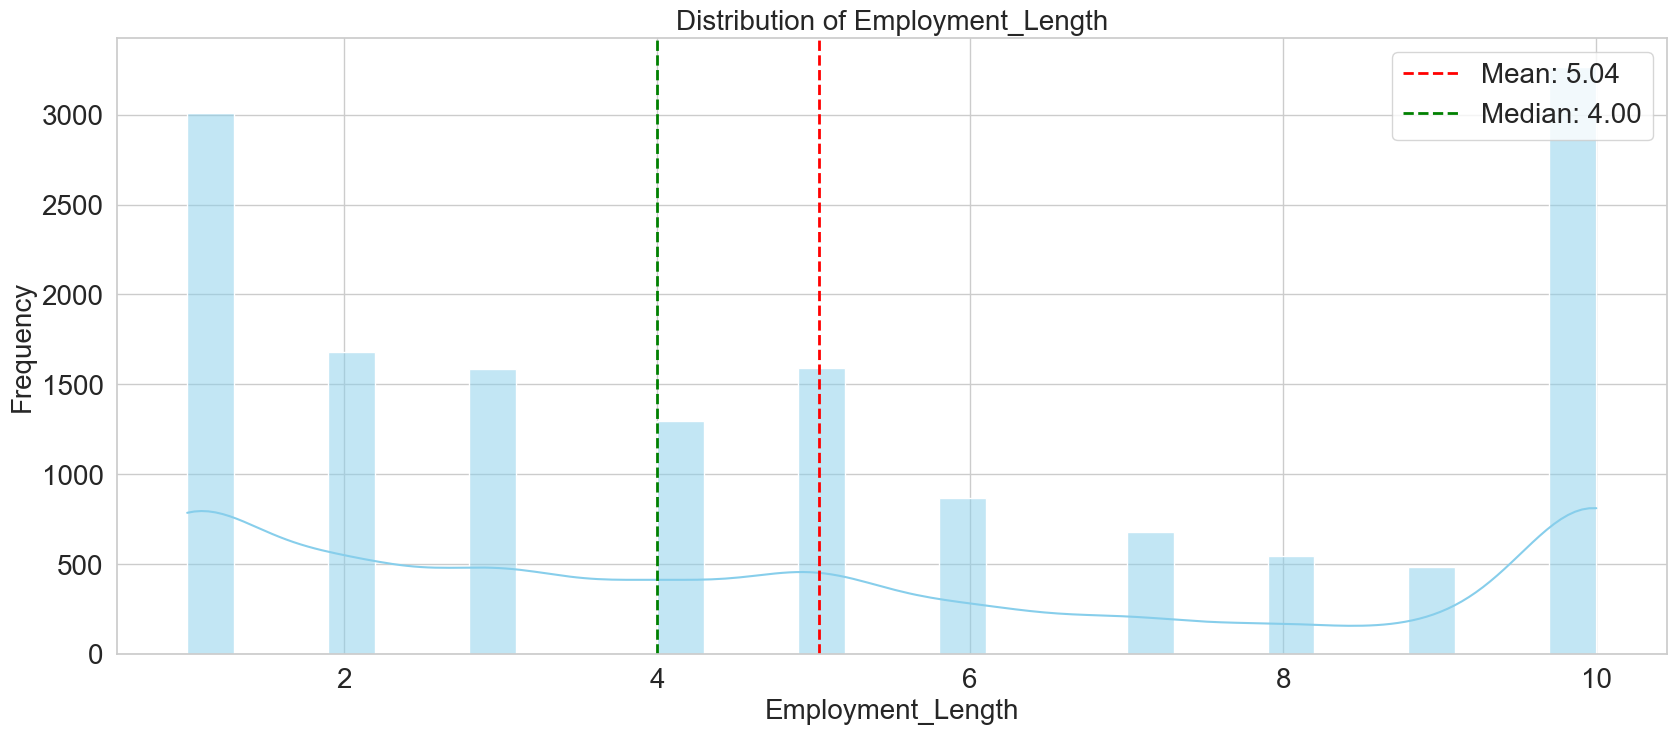 Distribution of Employment_Length
Mean: 5.04
Median: 4.00
Frequency
3000
2500
2000
1500
1000
500
0
2 4 6 8 10
Employment_Length